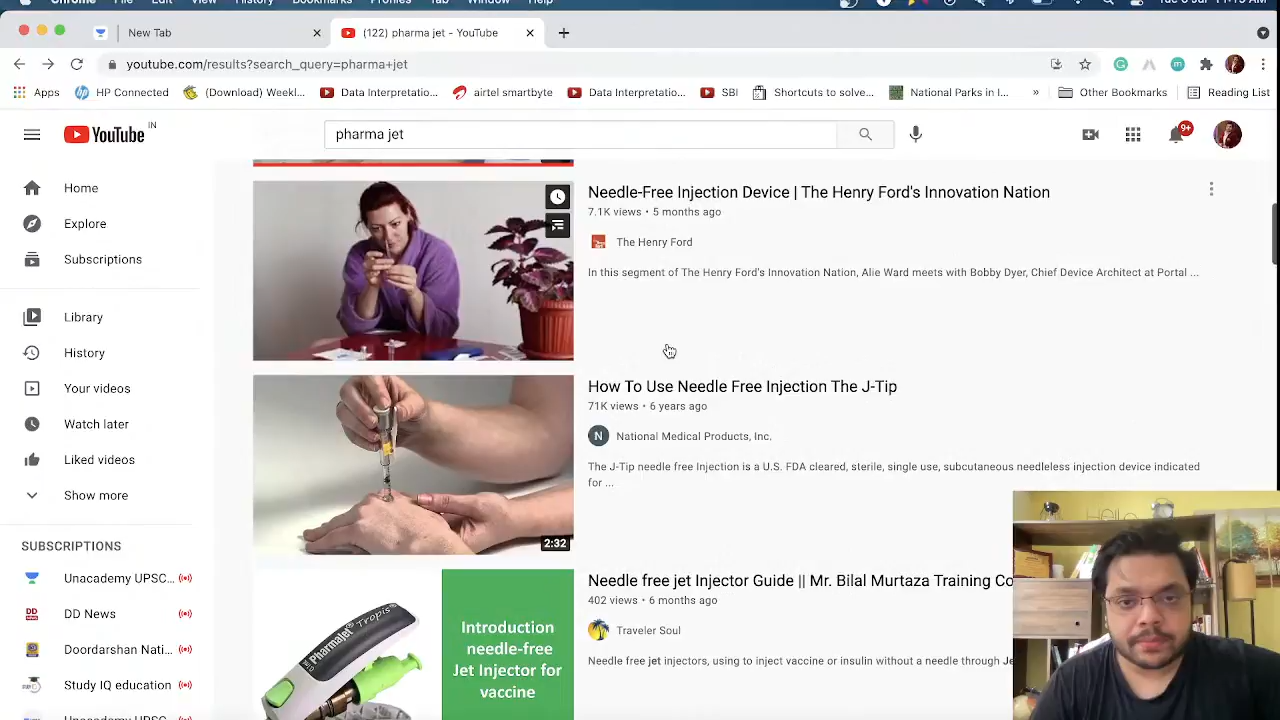 Chrome File Edit View History Bookmarks Profiles Tab Window Help
New Tab
(122) pharma jet - YouTube
youtube.com/results?search_query=pharma+jet
Apps
HP Connected
(Download) Weekl...
Data Interpretatio...
airtel smartbyte
Data Interpretatio...
SBI
Shortcuts to solve...
National Parks in I...
»
Other Bookmarks
Reading List
YouTube IN
pharma jet
9+
Home
Explore
Subscriptions
Library
History
Your videos
Watch later
Liked videos
Show more
SUBSCRIPTIONS
Unacademy UPSC...
DD News
Doordarshan Nati...
Study IQ education
Unacademy UPSC...
Needle-Free Injection Device | The Henry Ford's Innovation Nation
7.1K views • 5 months ago
The Henry Ford
In this segment of The Henry Ford's Innovation Nation, Alie Ward meets with Bobby Dyer, Chief Device Architect at Portal ...
2:32
How To Use Needle Free Injection The J-Tip
71K views • 6 years ago
N
National Medical Products, Inc.
The J-Tip needle free Injection is a U.S. FDA cleared, sterile, single use, subcutaneous needleless injection device indicated
for ...
PharmaJet Tropis
Introduction
needle-free
Jet Injector for
vaccine
Needle free jet Injector Guide || Mr. Bilal Murtaza Training Co
402 views • 6 months ago
Traveler Soul
Needle free jet injectors, using to inject vaccine or insulin without a needle through
Hello